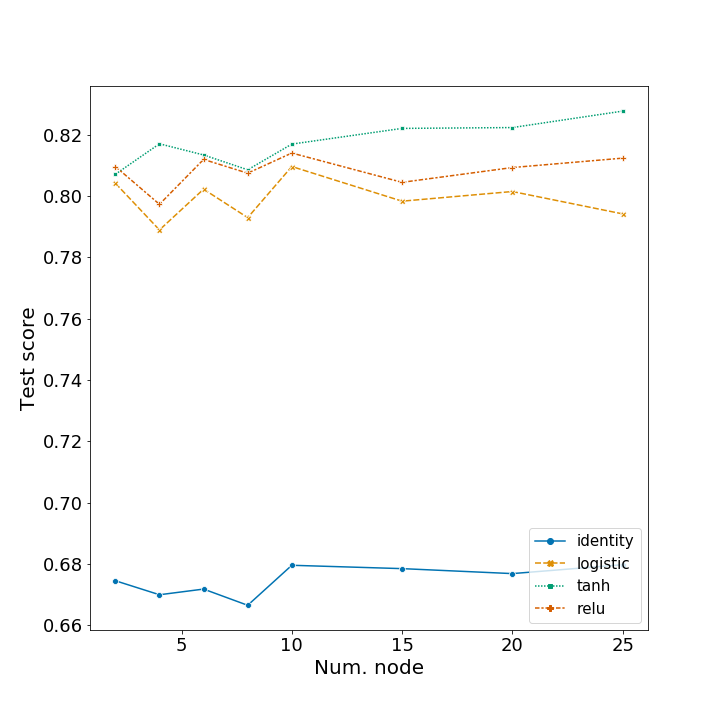 0.82
0.80
0.78
0.76
0.74
0.72
0.70
0.68
0.66
Test score
5 10 15 20 25
Num. node
identity
logistic
tanh
relu